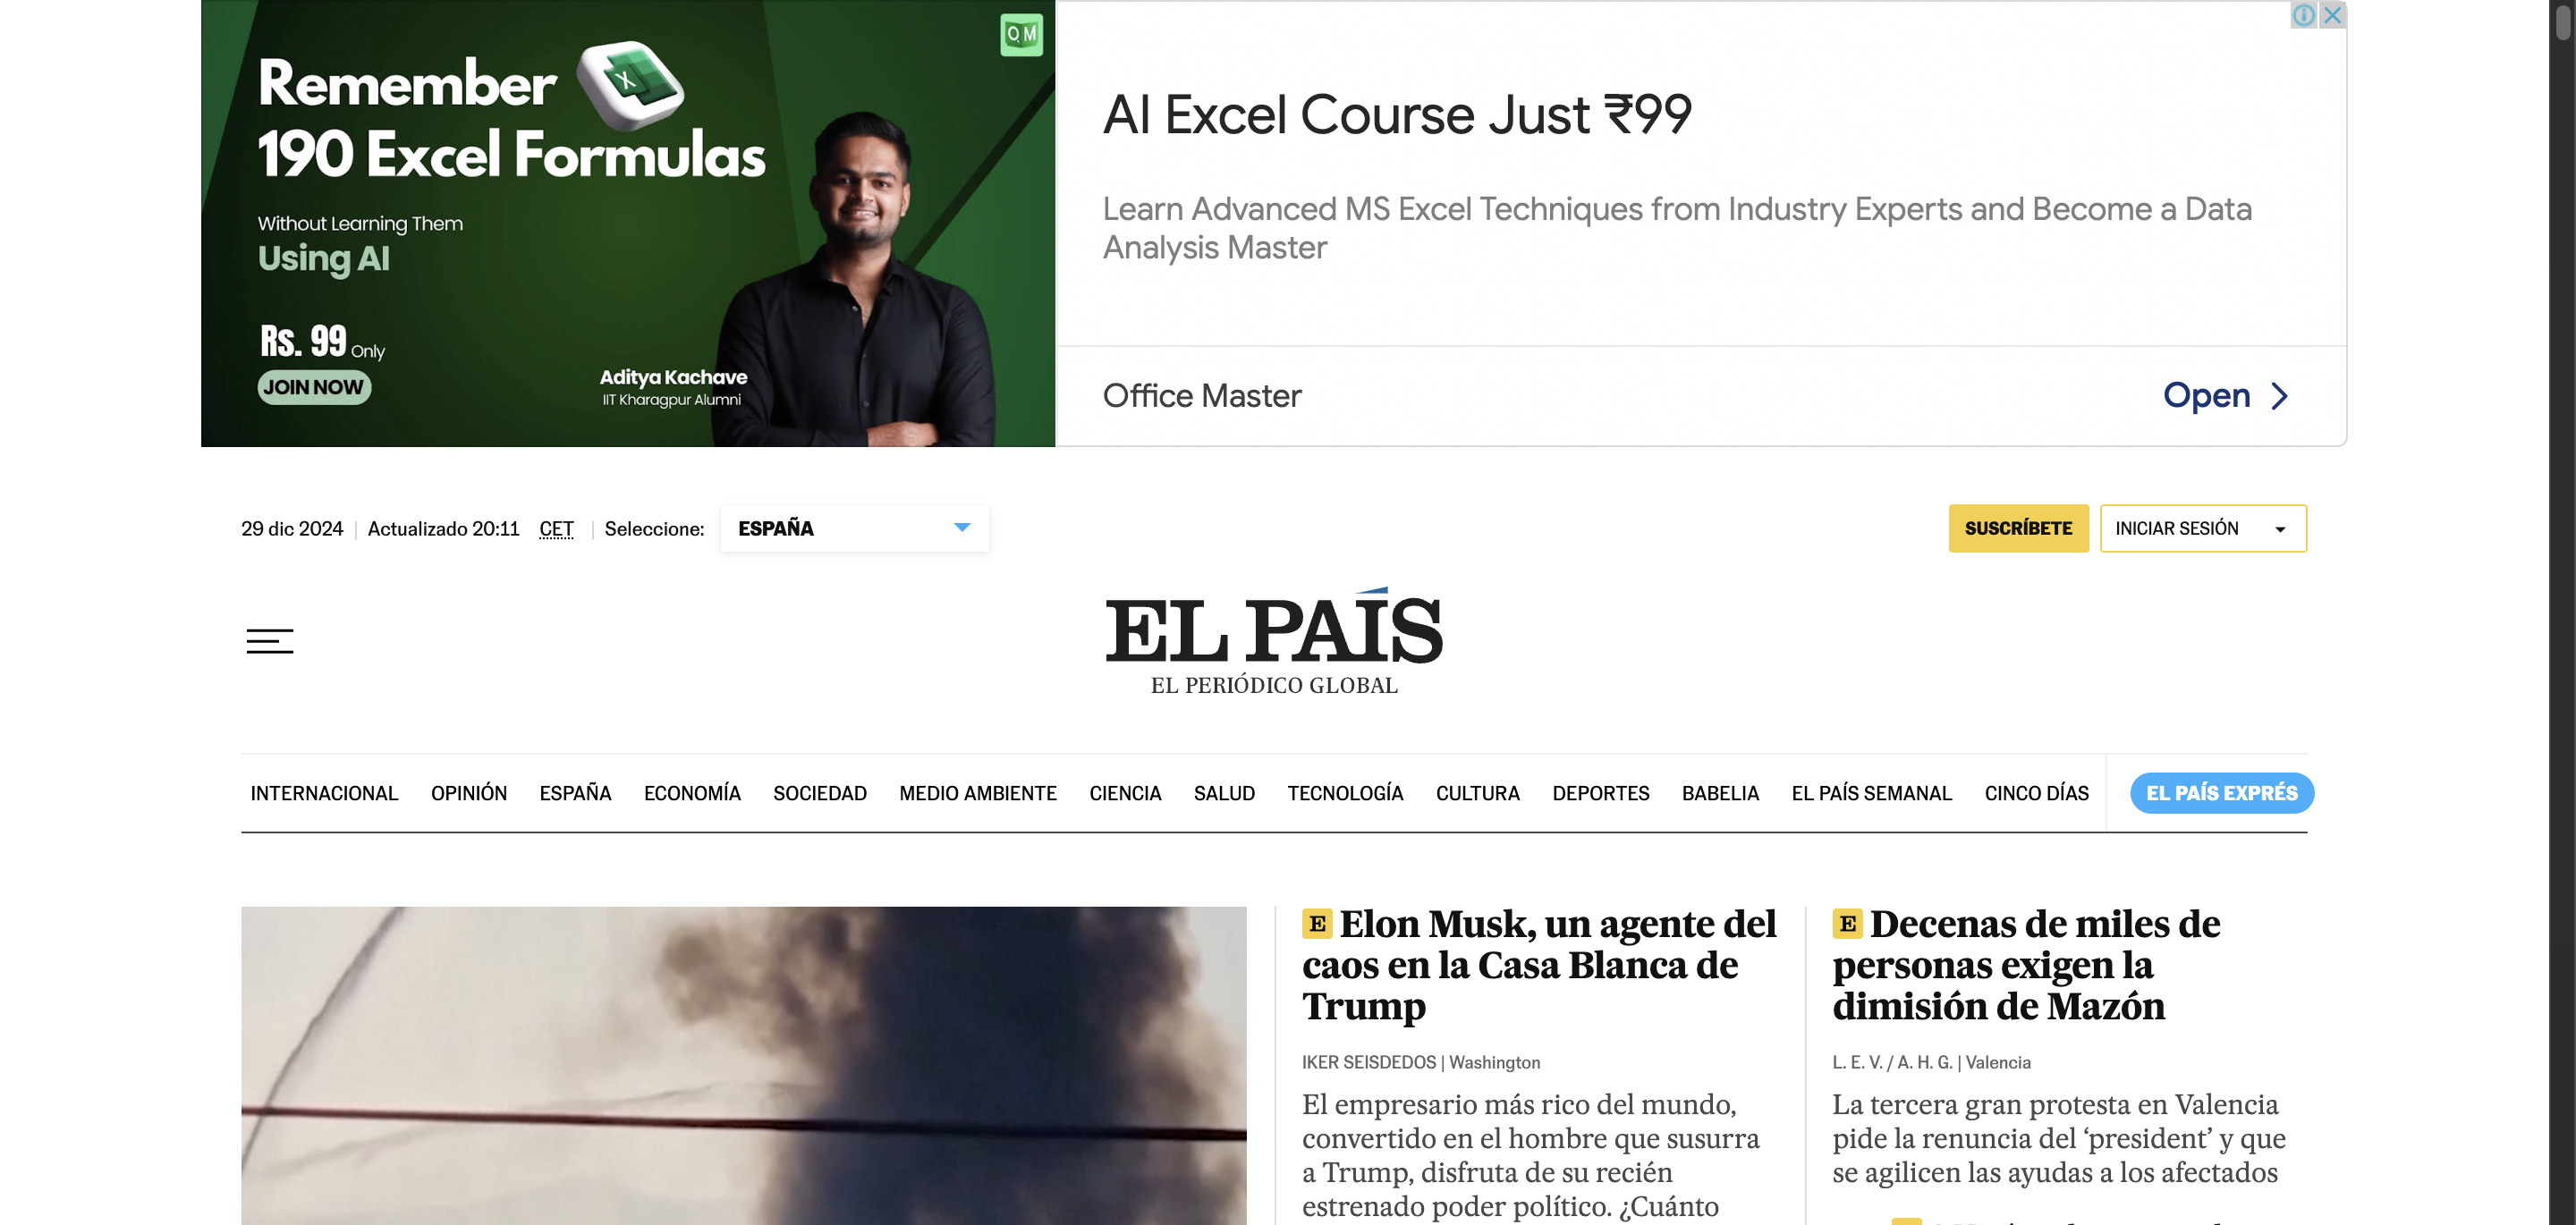 Remember
190 Excel Formulas
Without Learning Them
Using AI
Rs. 99 Only
JOIN NOW
Aditya Kachave
IIT Kharagpur Alumni
QM
AI Excel Course Just ₹99
Learn Advanced MS Excel Techniques from Industry Experts and Become a Data
Analysis Master
Office Master
Open
29 dic 2024 | Actualizado 20:11 CET | Seleccione: ESPAÑA
SUSCRÍBETE
INICIAR SESIÓN
EL PAÍS
EL PERIÓDICO GLOBAL
INTERNACIONAL OPINIÓN ESPAÑA ECONOMÍA SOCIEDAD MEDIO AMBIENTE CIENCIA SALUD TECNOLOGÍA CULTURA DEPORTES BABELIA EL PAÍS SEMANAL CINCO DÍAS EL PAÍS EXPRÉS
E Elon Musk, un agente del
caos en la Casa Blanca de
Trump
IKER SEISDEDOS | Washington
El empresario más rico del mundo,
convertido en el hombre que susurra
a Trump, disfruta de su recién
estrenado poder político. ¿Cuánto
E Decenas de miles de
personas exigen la
dimisión de Mazón
L. E. V. / A. H. G. | Valencia
La tercera gran protesta en Valencia
pide la renuncia del ‘president’ y que
se agilicen las ayudas a los afectados